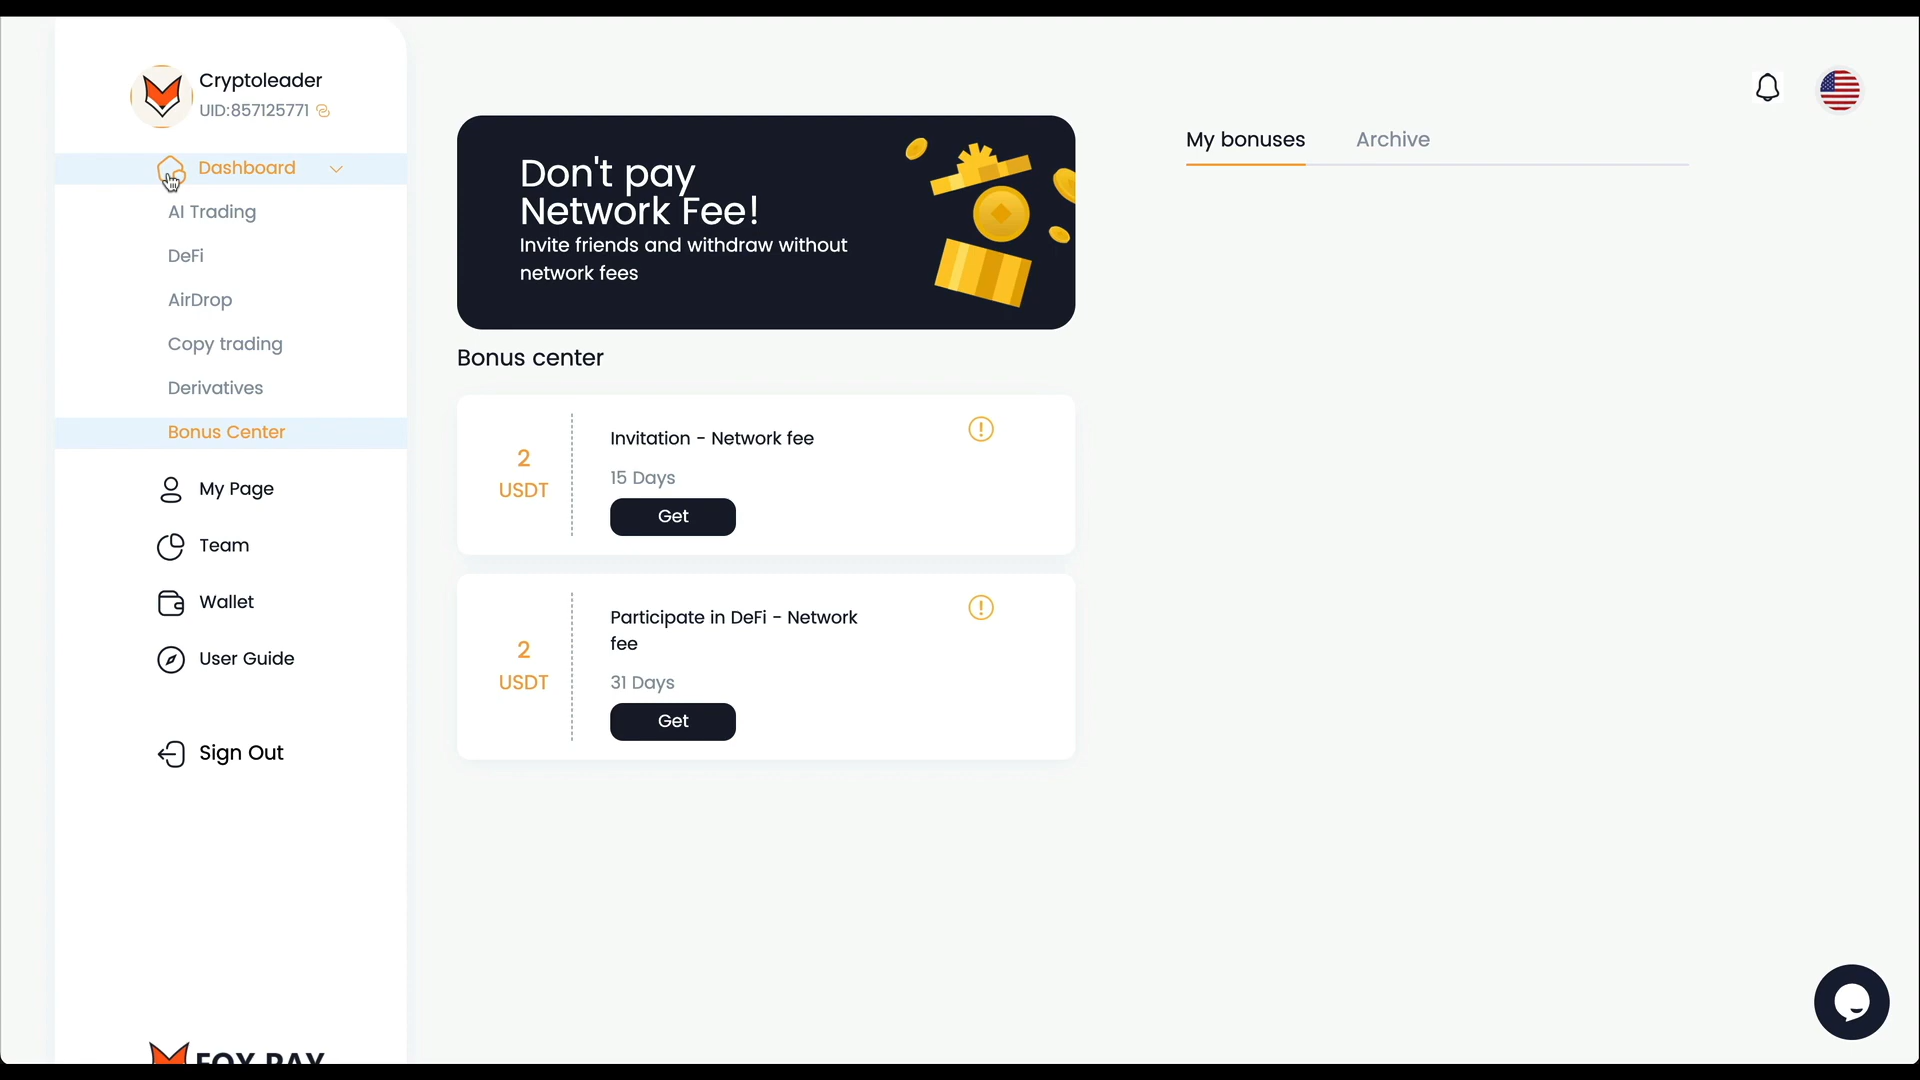 Cryptoleader
UID:857125771
Dashboard
AI Trading
DeFi
AirDrop
Copy trading
Derivatives
Bonus Center
My Page
Team
Wallet
User Guide
Sign Out
FOX PAY
Don't pay
Network Fee!
Invite friends and withdraw without
network fees
Bonus center
2
USDT
Invitation - Network fee
15 Days
Get
2
USDT
Participate in DeFi - Network
fee
31 Days
Get
My bonuses
Archive